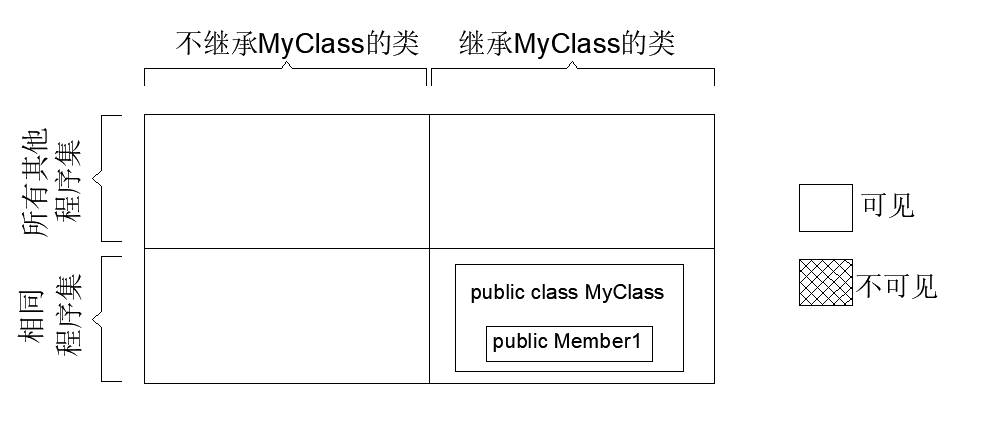 不继承MyClass的类
继承MyClass的类
所有其他
程序集
相同
程序集
public class MyClass
public Member1
可见
不可见